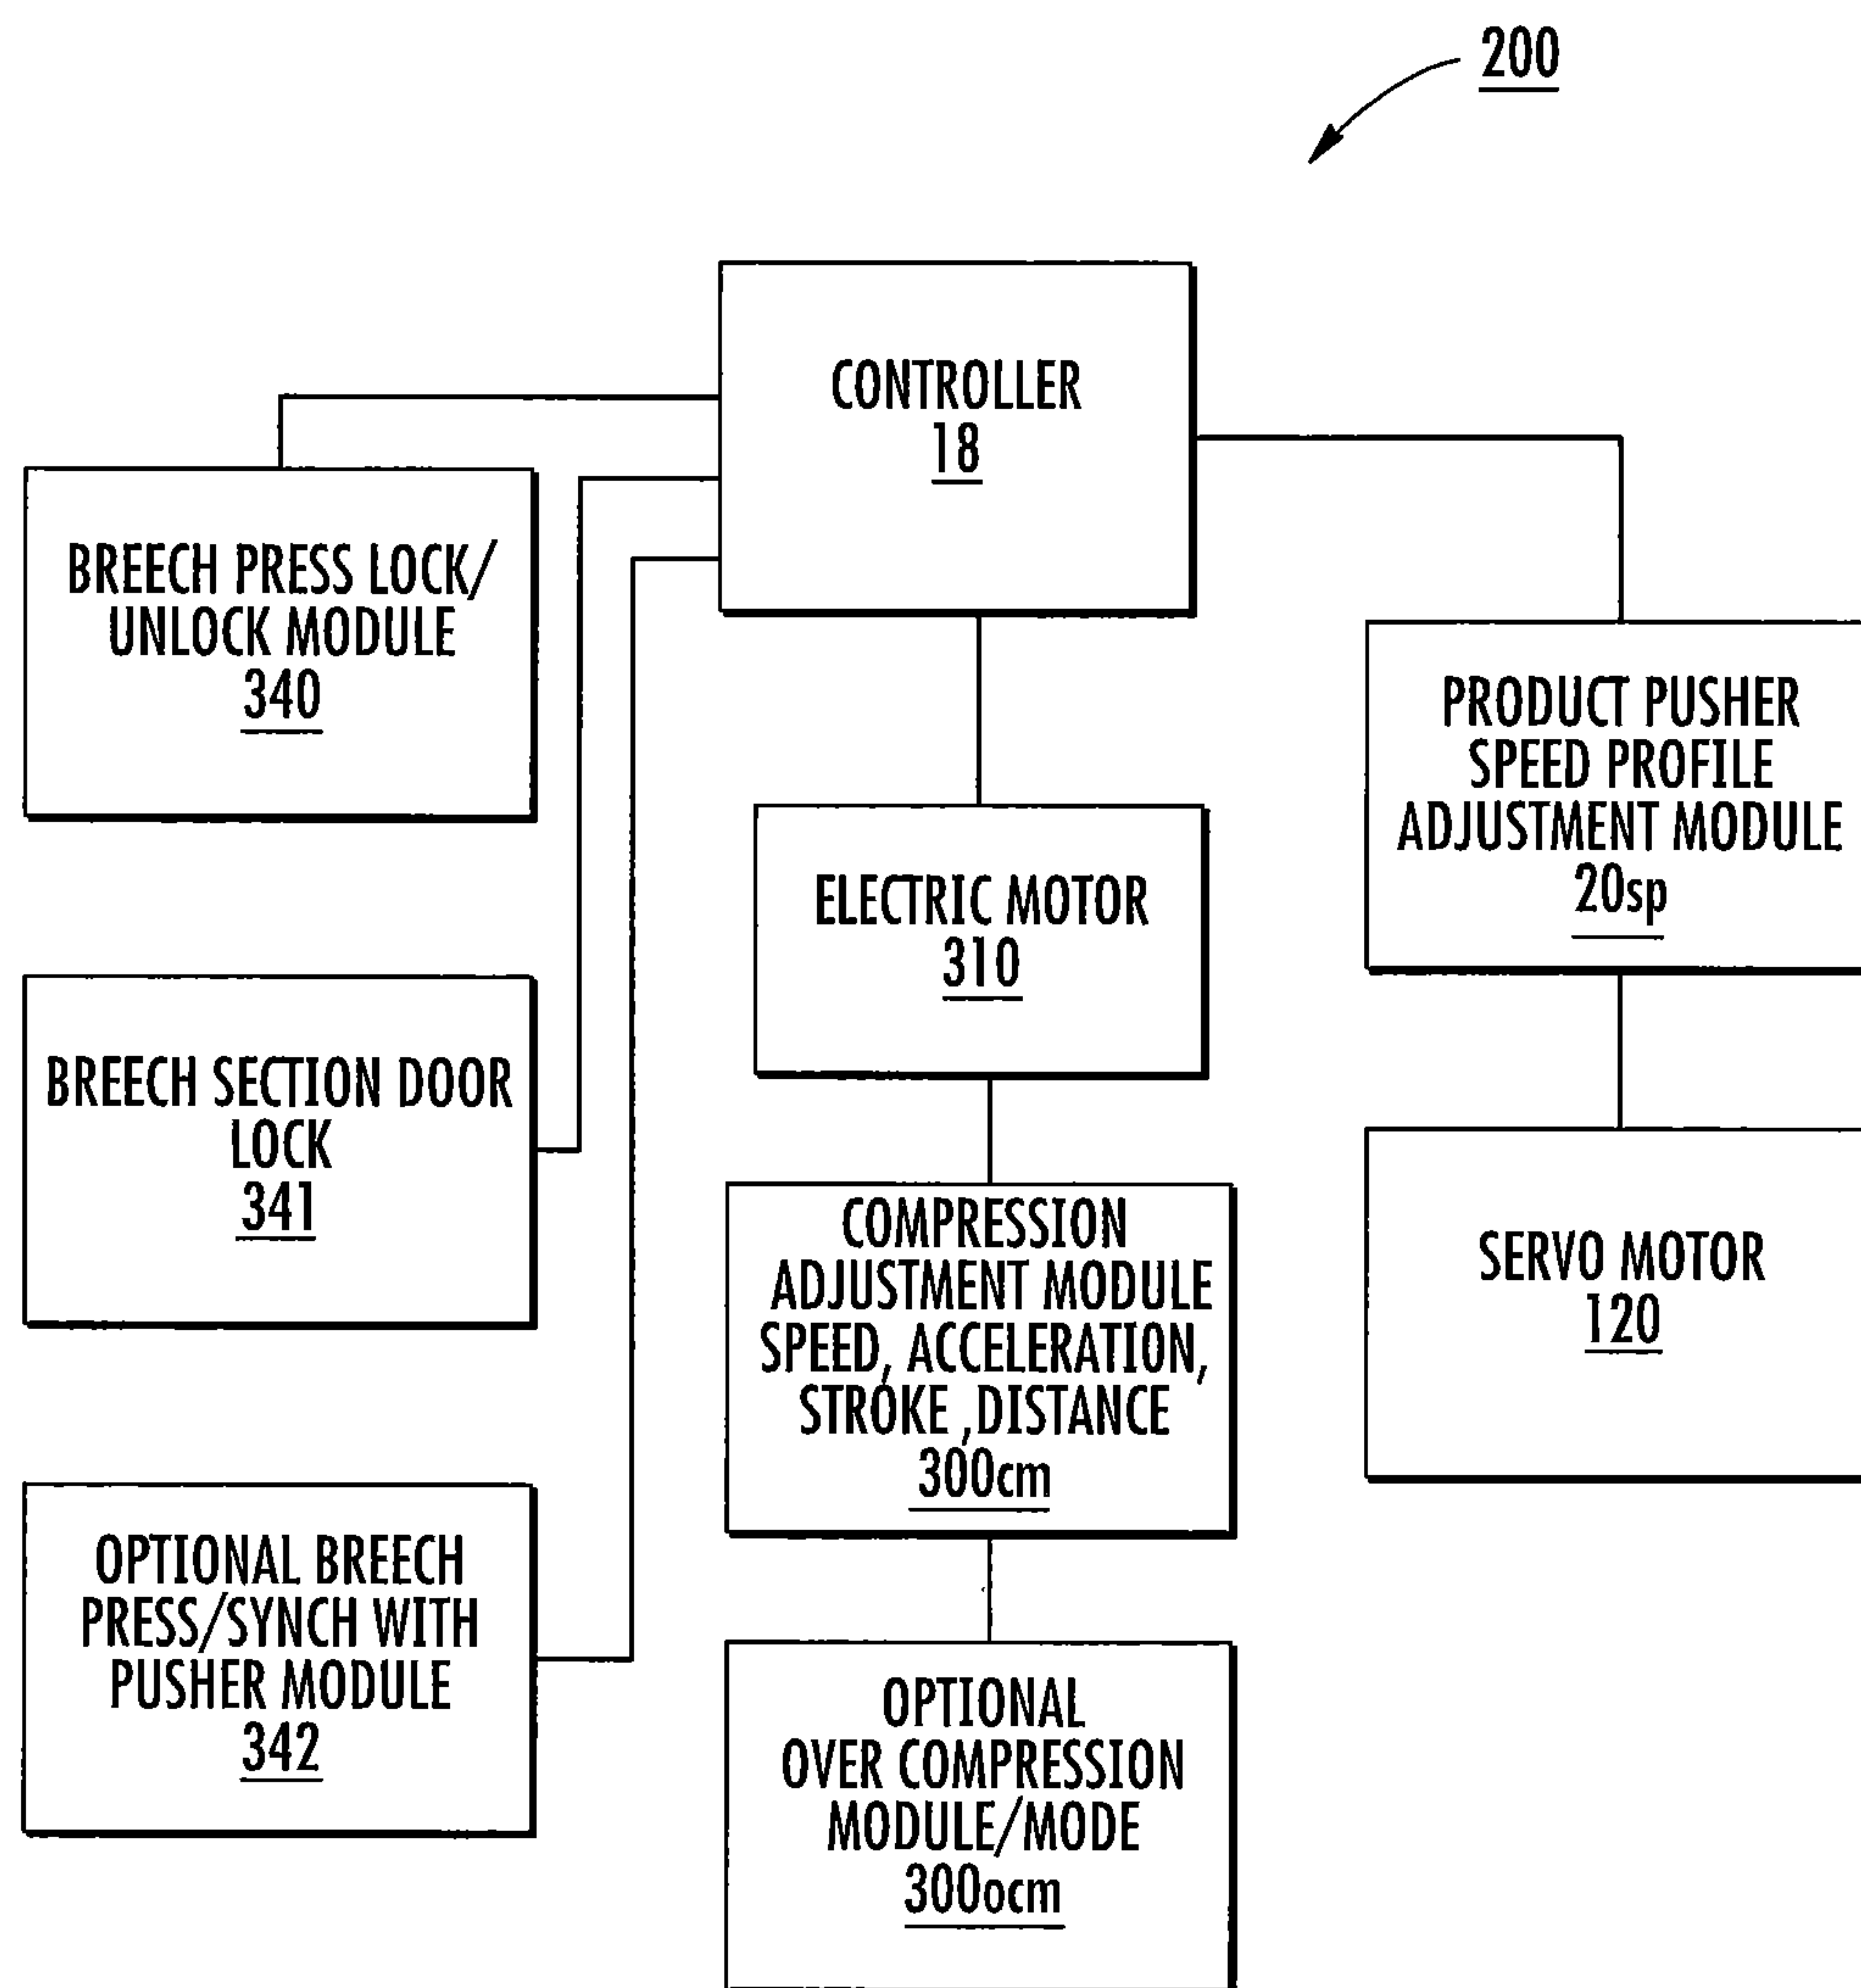 200
CONTROLLER
18
BREECH PRESS LOCK/
UNLOCK MODULE
340
PRODUCT PUSHER
SPEED PROFILE
ADJUSTMENT MODULE
20sp
ELECTRIC MOTOR
310
BREECH SECTION DOOR
LOCK
341
COMPRESSION
ADJUSTMENT MODULE
SPEED, ACCELERATION,
STROKE ,DISTANCE
300cm
SERVO MOTOR
120
OPTIONAL BREECH
PRESS/SYNCH WITH
PUSHER MODULE
342
OPTIONAL
OVER COMPRESSION
MODULE/MODE
300ocm